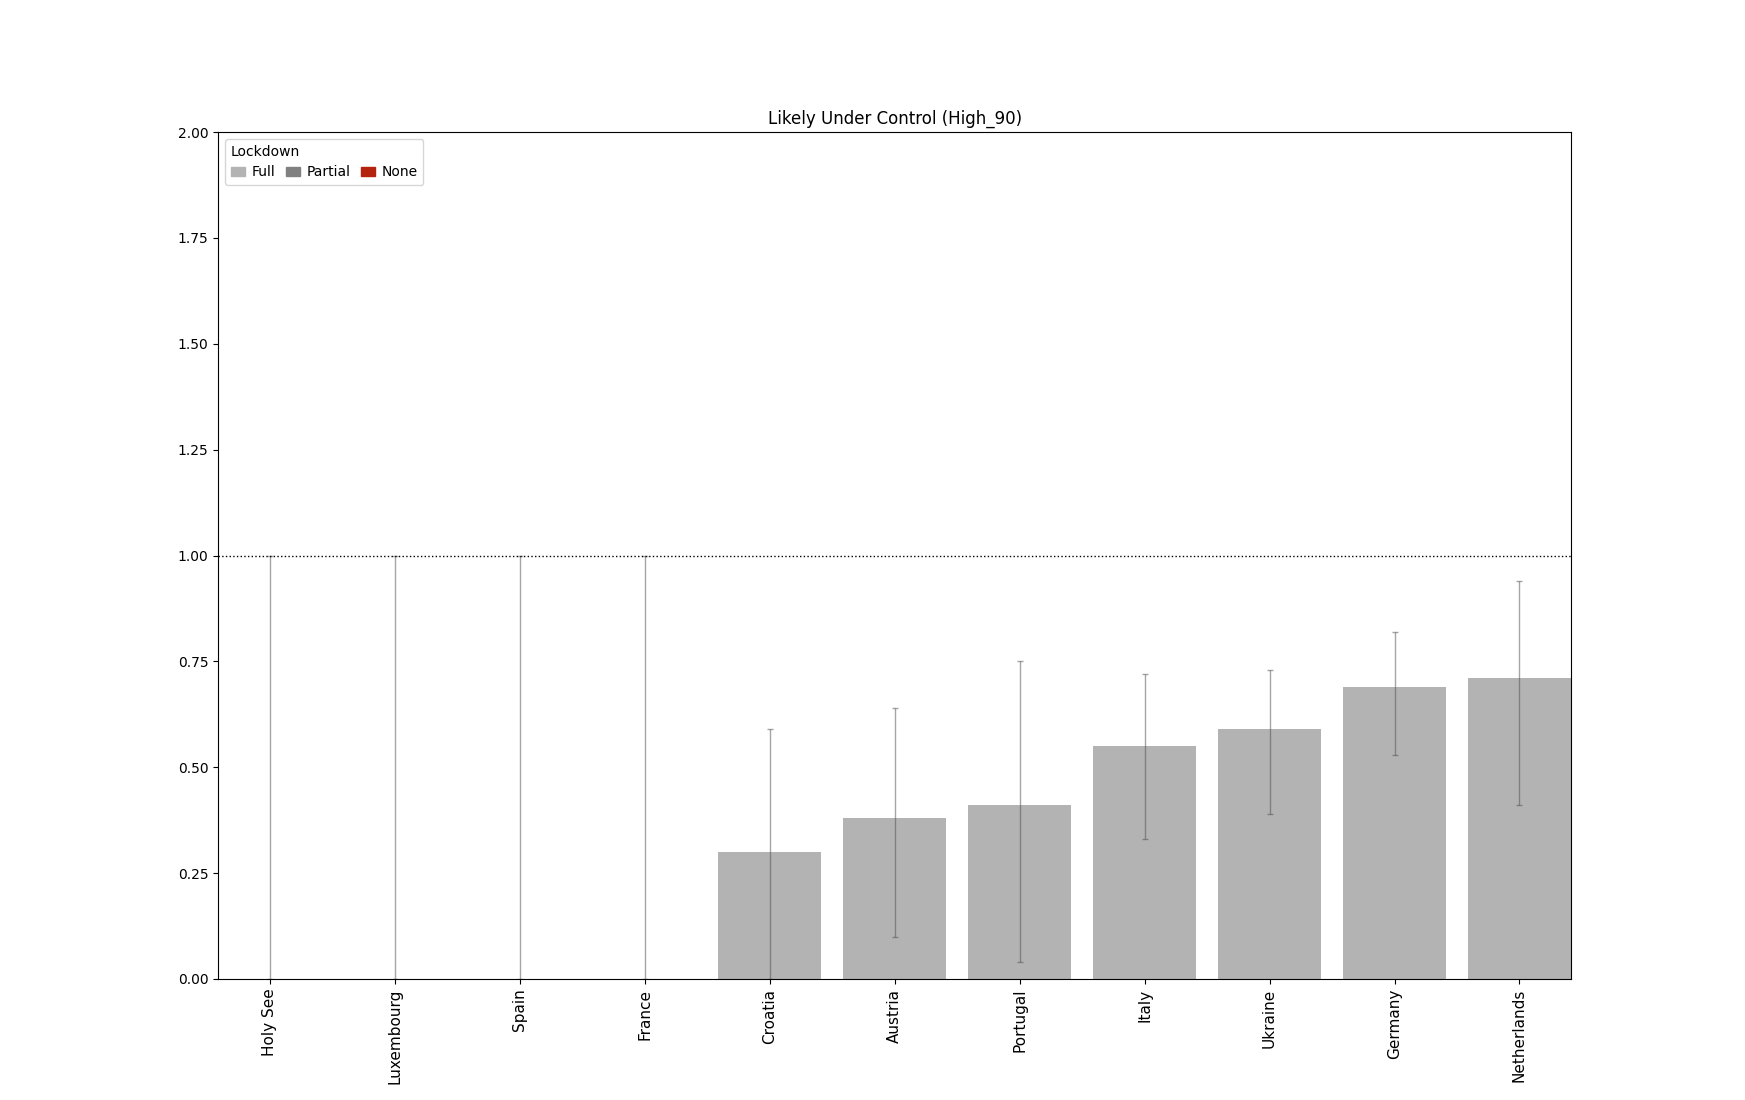 Likely Under Control (High_90)
2.00
Lockdown
Full Partial None
1.75
1.50
1.25
1.00
0.75
0.50
0.25
0.00
Holy See
Luxembourg
Spain
France
Croatia
Austria
Portugal
Italy
Ukraine
Germany
Netherlands